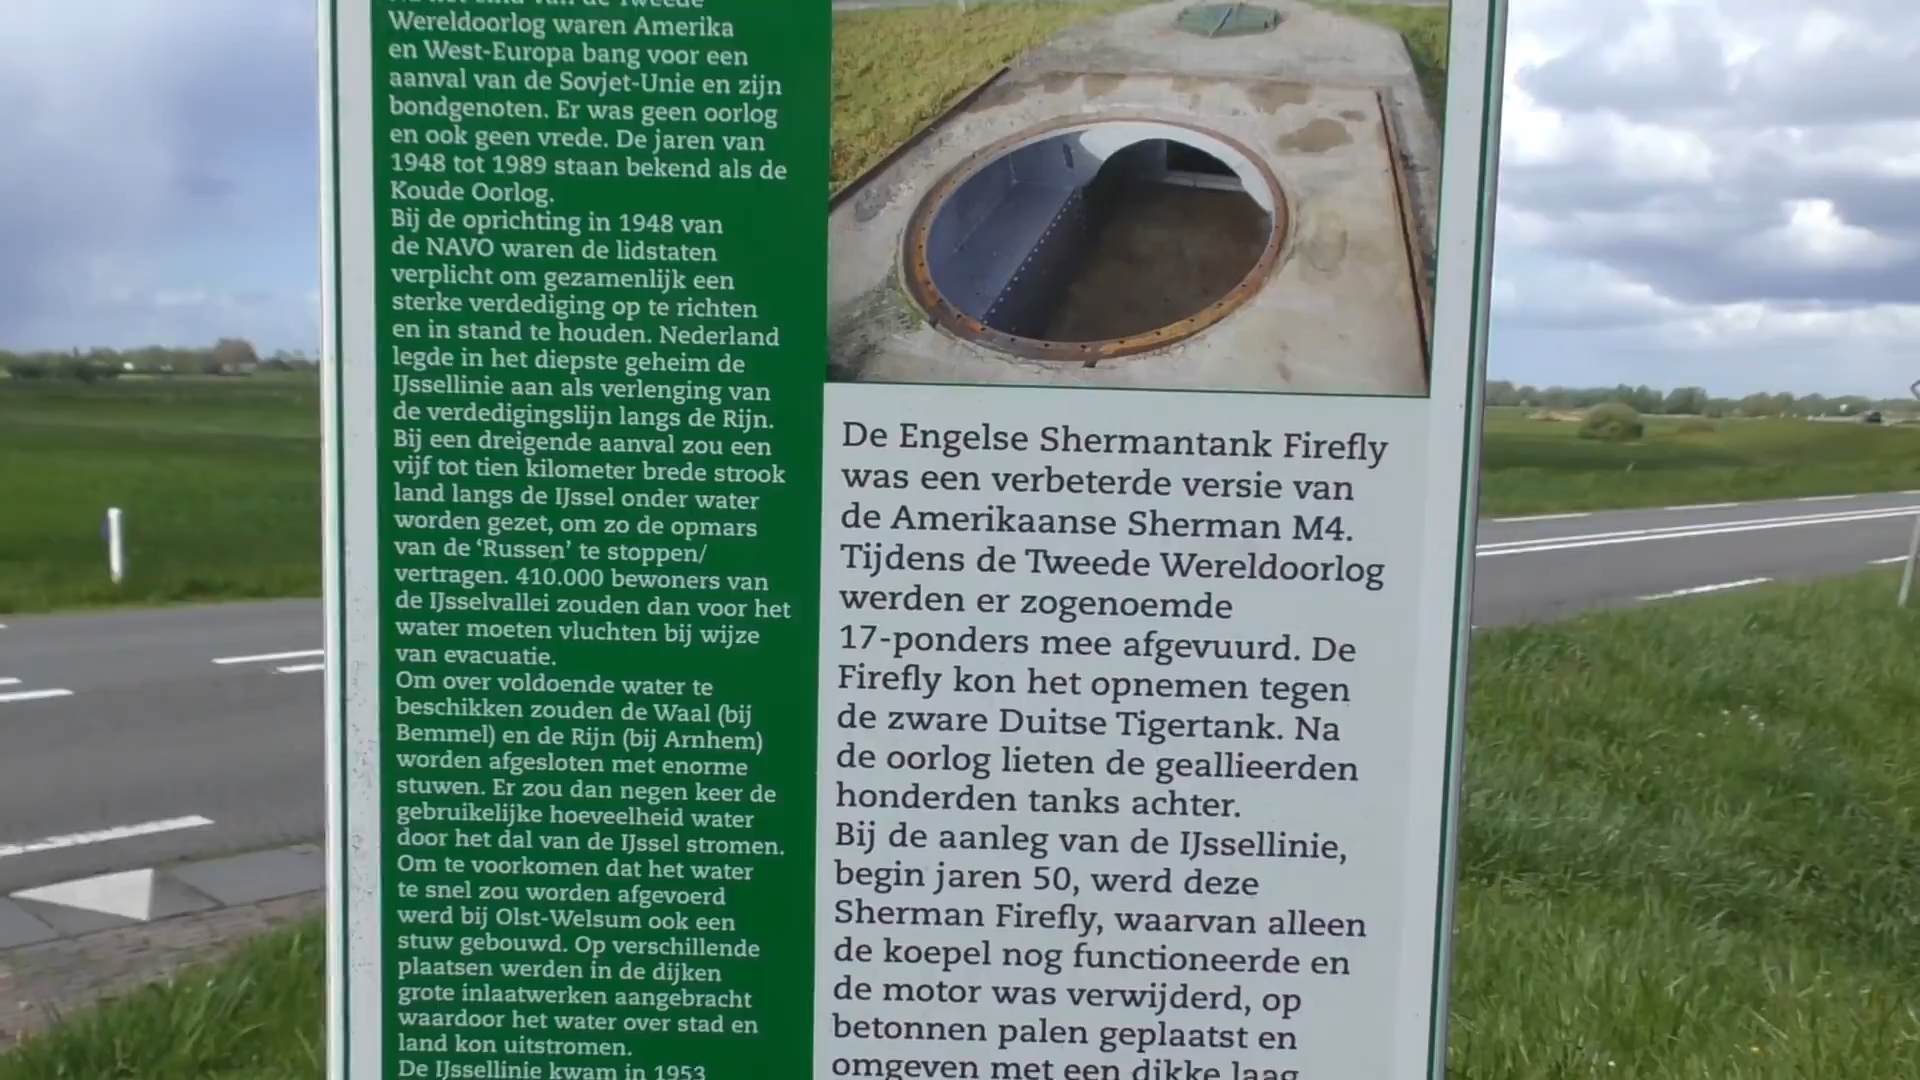 Wereldoorlog waren Amerika
en West-Europa bang voor een
aanval van de Sovjet-Unie en zijn
bondgenoten. Er was geen oorlog
en ook geen vrede. De jaren van
1948 tot 1989 staan bekend als de
Koude Oorlog.
Bij de oprichting in 1948 van
de NAVO waren de lidstaten
verplicht om gezamenlijk een
sterke verdediging op te richten
en in stand te houden. Nederland
legde in het diepste geheim de
IJssellinie aan als verlenging van
de verdedigingslijn langs de Rijn.
Bij een dreigende aanval zou een
vijf tot tien kilometer brede strook
land langs de IJssel onder water
worden gezet, om zo de opmars
van de ‘Russen’ te stoppen/
vertragen. 410.000 bewoners van
de IJsselvallei zouden dan voor het
water moeten vluchten bij wijze
van evacuatie.
Om over voldoende water te
beschikken zouden de Waal (bij
Bemmel) en de Rijn (bij Arnhem)
worden afgesloten met enorme
stuwen. Er zou dan negen keer de
gebruikelijke hoeveelheid water
door het dal van de IJssel stromen.
Om te voorkomen dat het water
te snel zou worden afgevoerd
werd bij Olst-Welsum ook een
stuw gebouwd. Op verschillende
plaatsen werden in de dijken
grote inlaatwerken aangebracht
waardoor het water over stad en
land kon uitstromen.
De IJssellinie kwam in 1953
De Engelse Shermantank Firefly
was een verbeterde versie van
de Amerikaanse Sherman M4.
Tijdens de Tweede Wereldoorlog
werden er zogenoemde
17-ponders mee afgevuurd. De
Firefly kon het opnemen tegen
de zware Duitse Tigertank. Na
de oorlog lieten de geallieerden
honderden tanks achter.
Bij de aanleg van de IJssellinie,
begin jaren 50, werd deze
Sherman Firefly, waarvan alleen
de koepel nog functioneerde en
de motor was verwijderd, op
betonnen palen geplaatst en
omgeven met een dikke laag